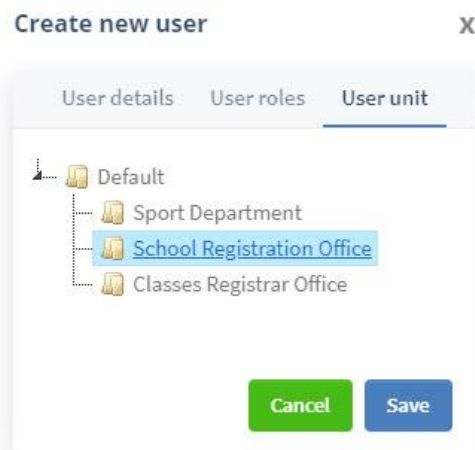 Create new user X
User details User roles User unit
Default
Sport Department
School Registration Office
Classes Registrar Office
Cancel Save